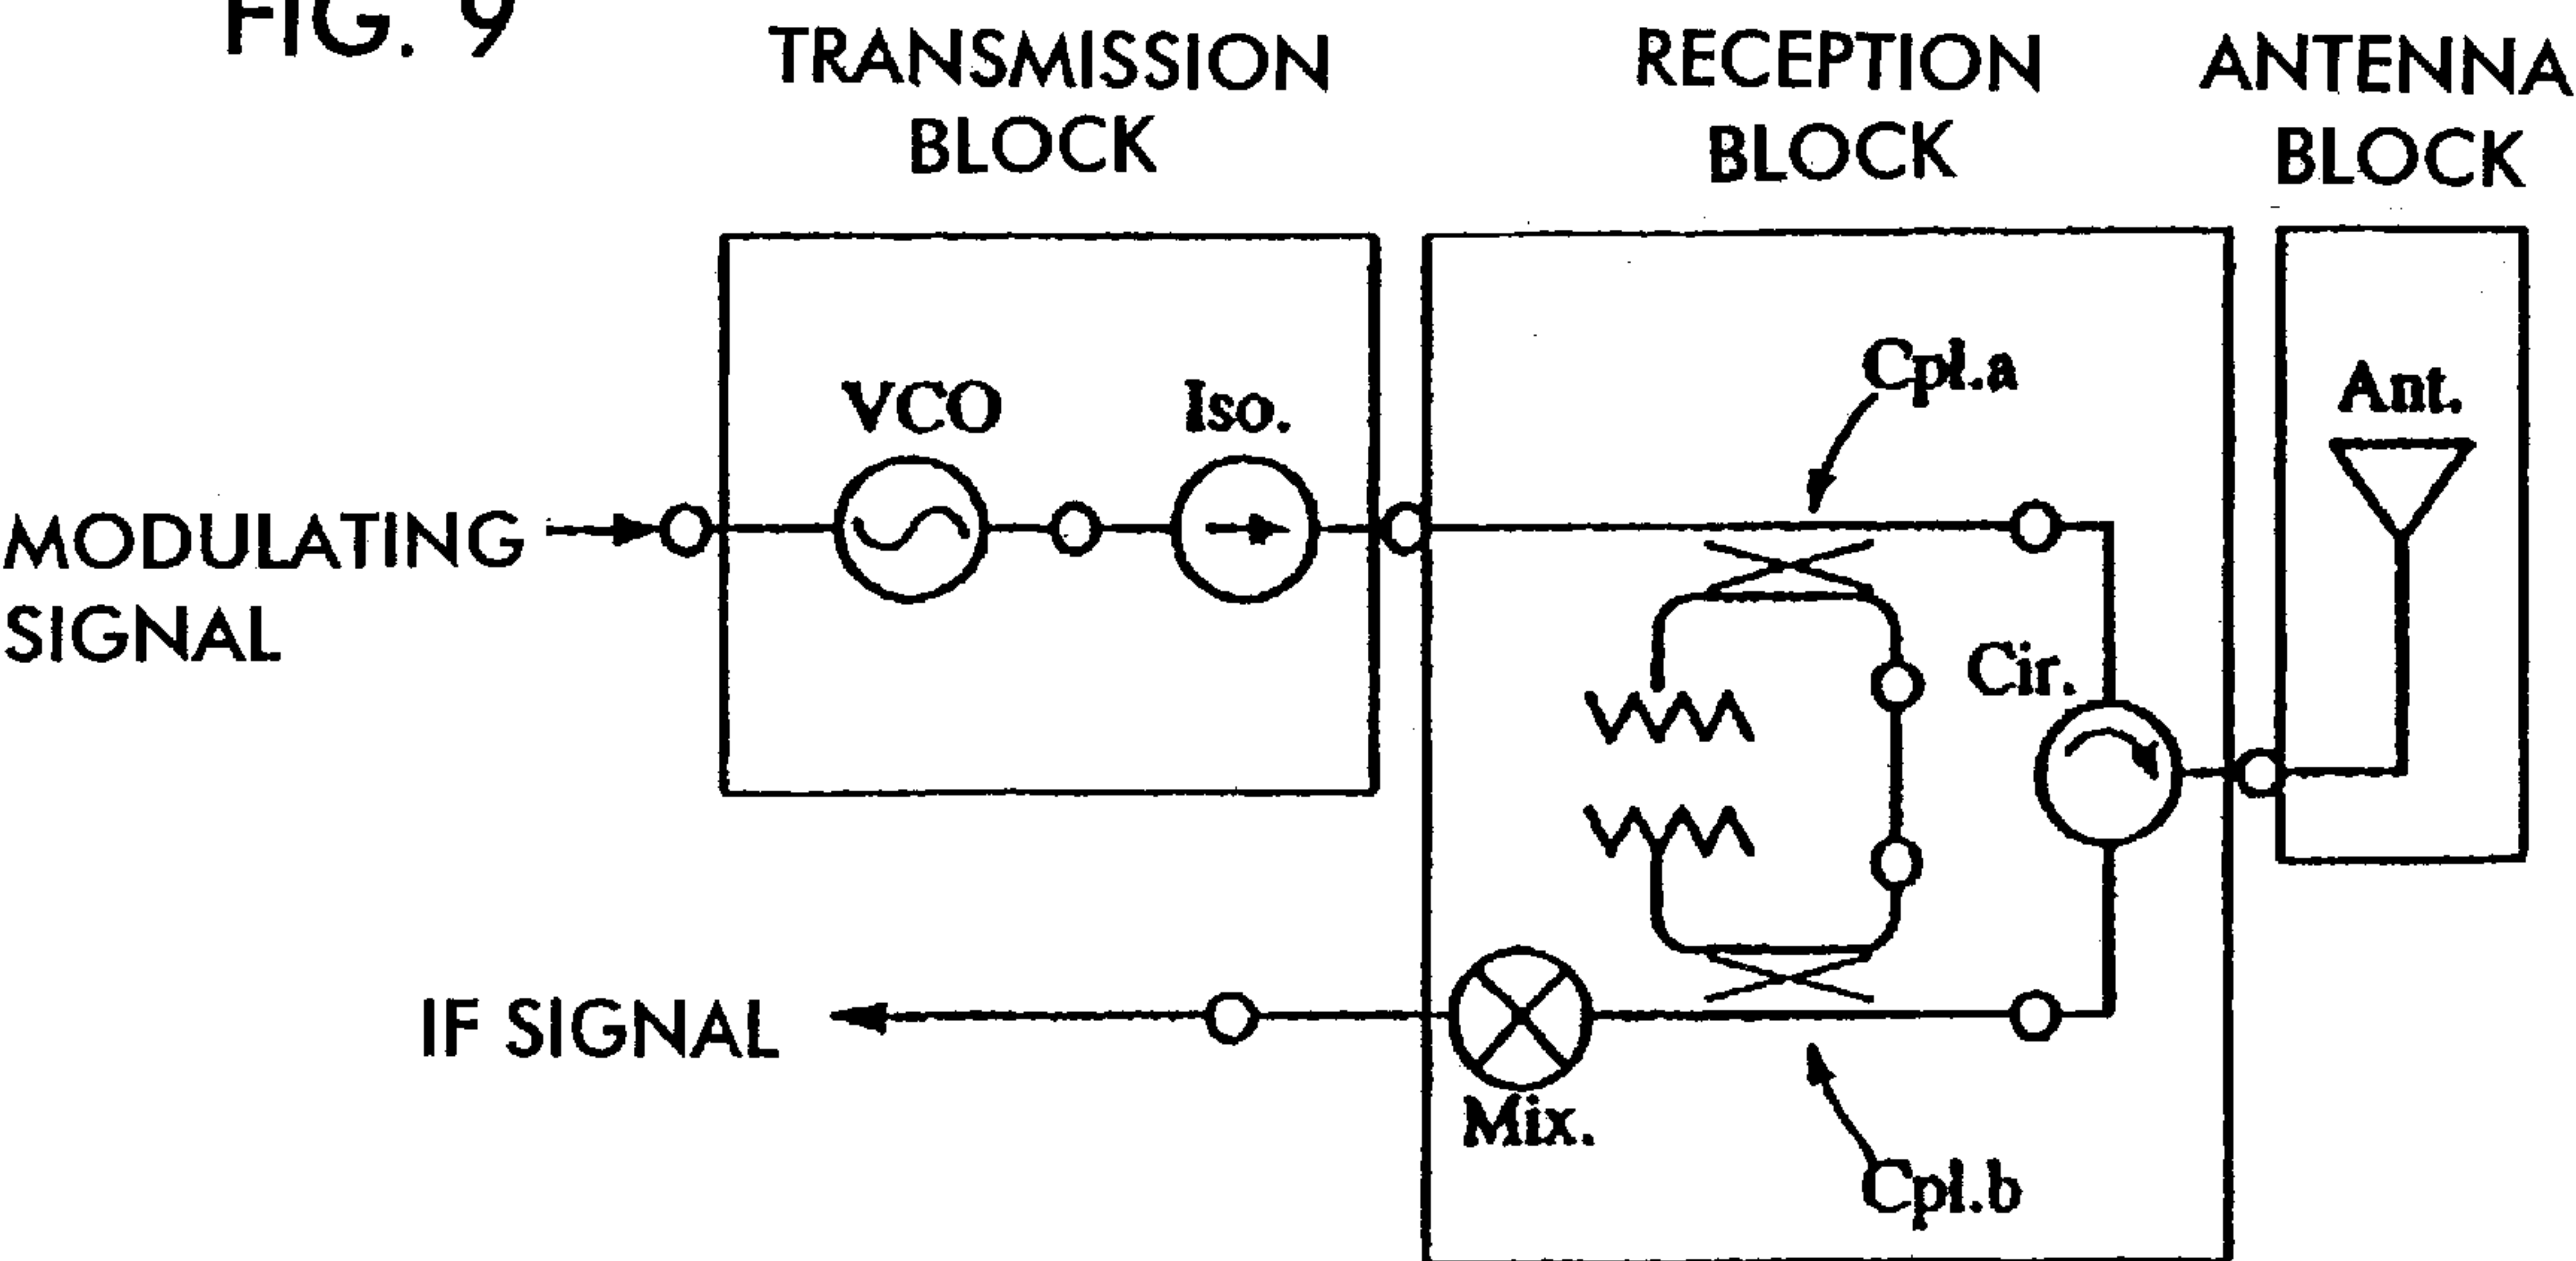 FIG. 9
TRANSMISSION
BLOCK
RECEPTION
BLOCK
ANTENNA
BLOCK
VCO
Iso.
Cpl.a
Ant.
MODULATING
SIGNAL
Cir.
IF SIGNAL
Mix.
Cpl.b